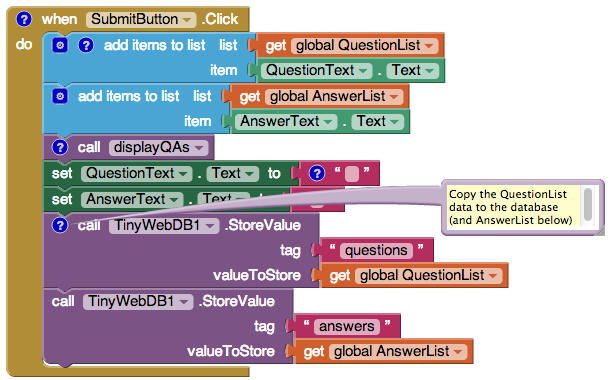 ? when SubmitButton .Click
do ? add items to list list get global QuestionList
item QuestionText . Text
add items to list list get global AnswerList
item AnswerText . Text
? call displayQAs
set QuestionText . Text to ? “ ”
set AnswerText . Text
? call TinyWebDB1 .StoreValue
Copy the QuestionList
data to the database
(and AnswerList below)
tag “ questions ”
valueToStore get global QuestionList
call TinyWebDB1 .StoreValue
tag “ answers ”
valueToStore get global AnswerList